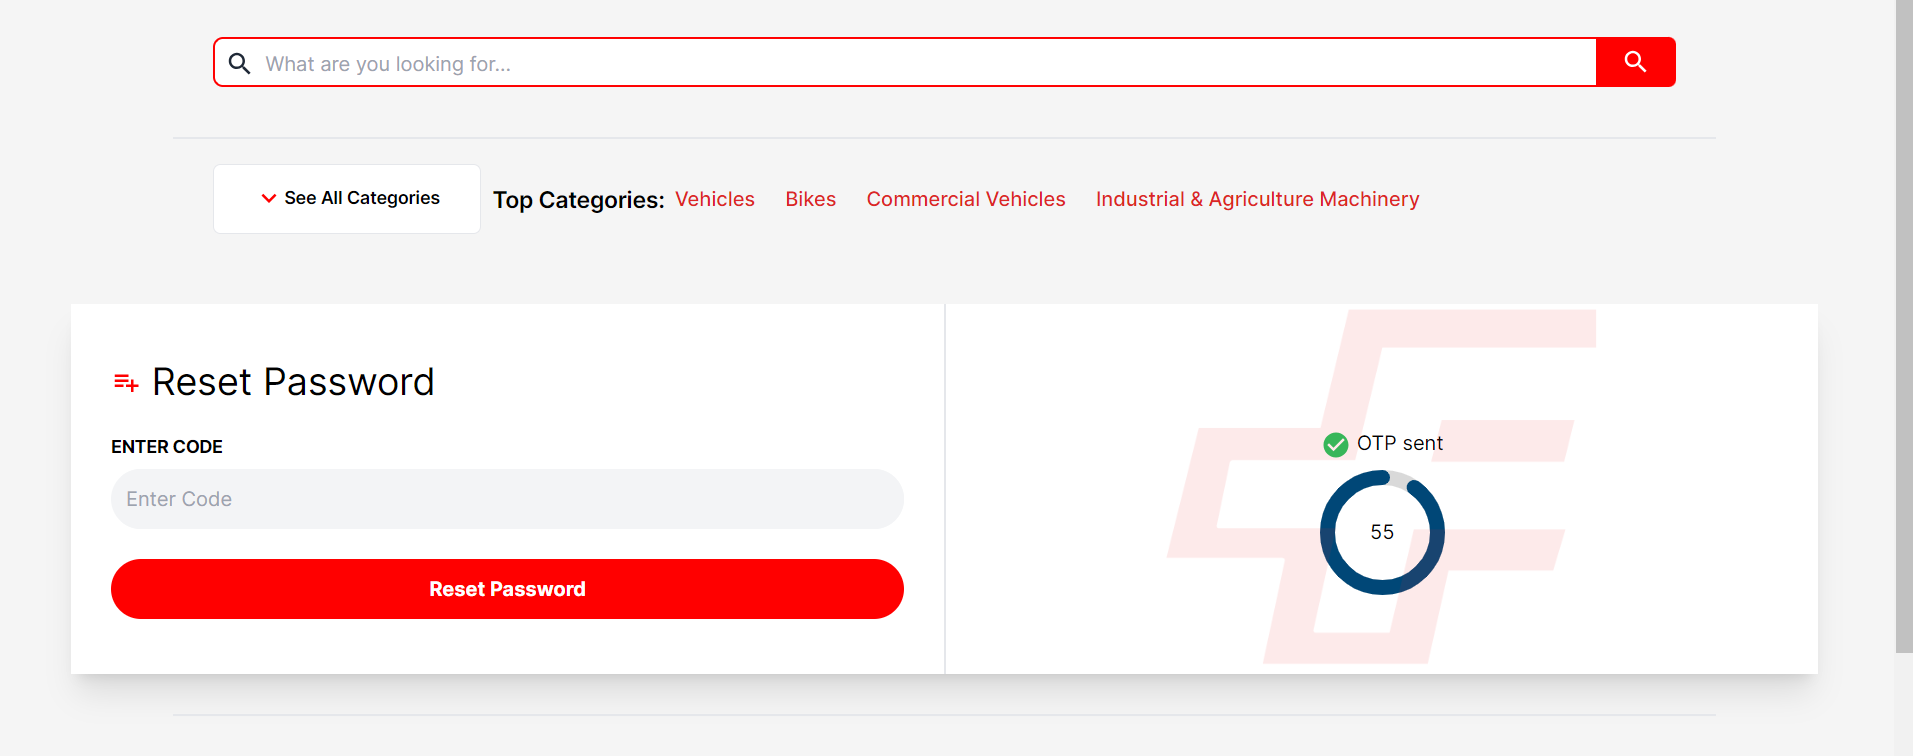 What are you looking for...
See All Categories
Top Categories: Vehicles Bikes Commercial Vehicles Industrial & Agriculture Machinery
Reset Password
ENTER CODE
Enter Code
Reset Password
OTP sent
55